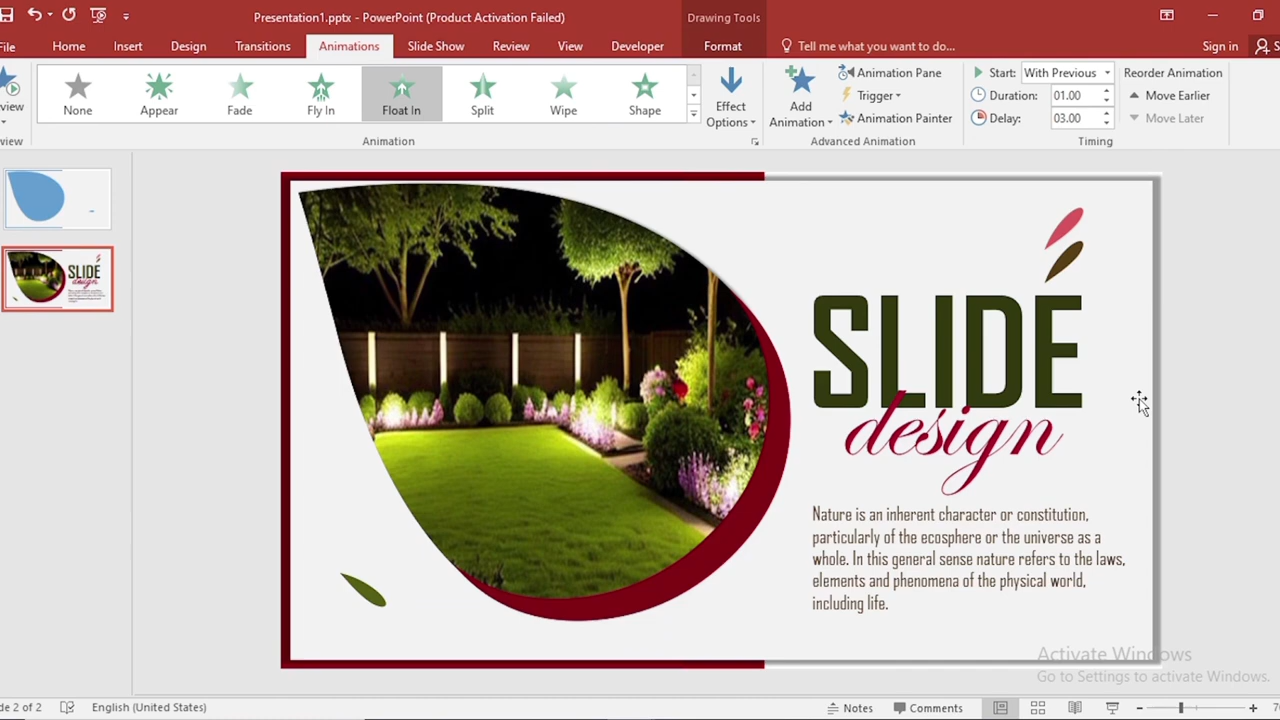 Presentation1.pptx - PowerPoint (Product Activation Failed)
Drawing Tools
File Home Insert Design Transitions Animations Slide Show Review View Developer Format Tell me what you want to do... Sign in
None Appear Fade Fly In Float In Split Wipe Shape
Effect Options
Add Animation
Animation Pane
Trigger
Animation Painter
Start: With Previous
Duration: 01.00
Delay: 03.00
Reorder Animation
Move Earlier
Move Later
Animation Advanced Animation Timing
SLIDE
design
Nature is an inherent character or constitution,
particularly of the ecosphere or the universe as a
whole. In this general sense nature refers to the laws,
elements and phenomena of the physical world,
including life.
Activate Windows
Go to Settings to activate Windows.
de 2 of 2 English (United States) Notes Comments